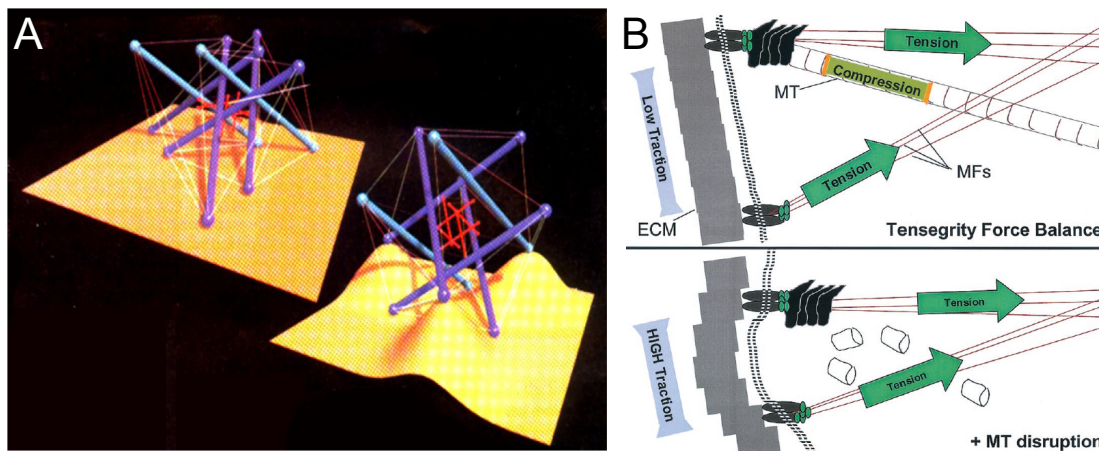 A
B
Tension
Compression
MT
Low Traction
Tension
MFs
ECM
Tensegrity Force Balance
Tension
HIGH Traction
Tension
+ MT disruption